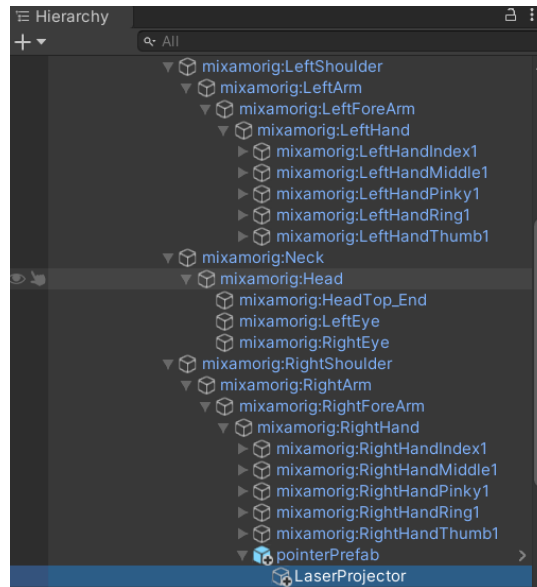 Hierarchy
All
mixamorig:LeftShoulder
mixamorig:LeftArm
mixamorig:LeftForeArm
mixamorig:LeftHand
mixamorig:LeftHandIndex1
mixamorig:LeftHandMiddle1
mixamorig:LeftHandPinky1
mixamorig:LeftHandRing1
mixamorig:LeftHandThumb1
mixamorig:Neck
mixamorig:Head
mixamorig:HeadTop_End
mixamorig:LeftEye
mixamorig:RightEye
mixamorig:RightShoulder
mixamorig:RightArm
mixamorig:RightForeArm
mixamorig:RightHand
mixamorig:RightHandIndex1
mixamorig:RightHandMiddle1
mixamorig:RightHandPinky1
mixamorig:RightHandRing1
mixamorig:RightHandThumb1
pointerPrefab
LaserProjector